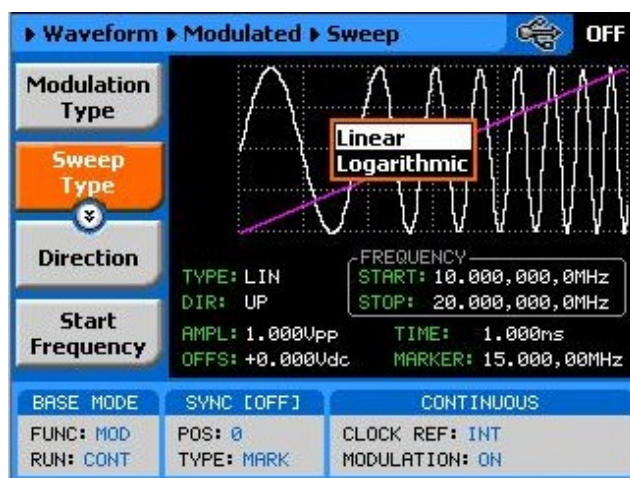 Waveform Modulated Sweep OFF
Modulation
Type
Sweep
Type
Direction
Start
Frequency
Linear
Logarithmic
TYPE: LIN
DIR: UP
FREQUENCY
START: 10.000,000,0MHz
STOP: 20.000,000,0MHz
AMPL: 1.000Vpp TIME: 1.000ms
OFFS: +0.000Vdc MARKER: 15.000,00MHz
BASE MODE
FUNC: MOD
RUN: CONT
SYNC [OFF]
POS: 0
TYPE: MARK
CONTINUOUS
CLOCK REF: INT
MODULATION: ON